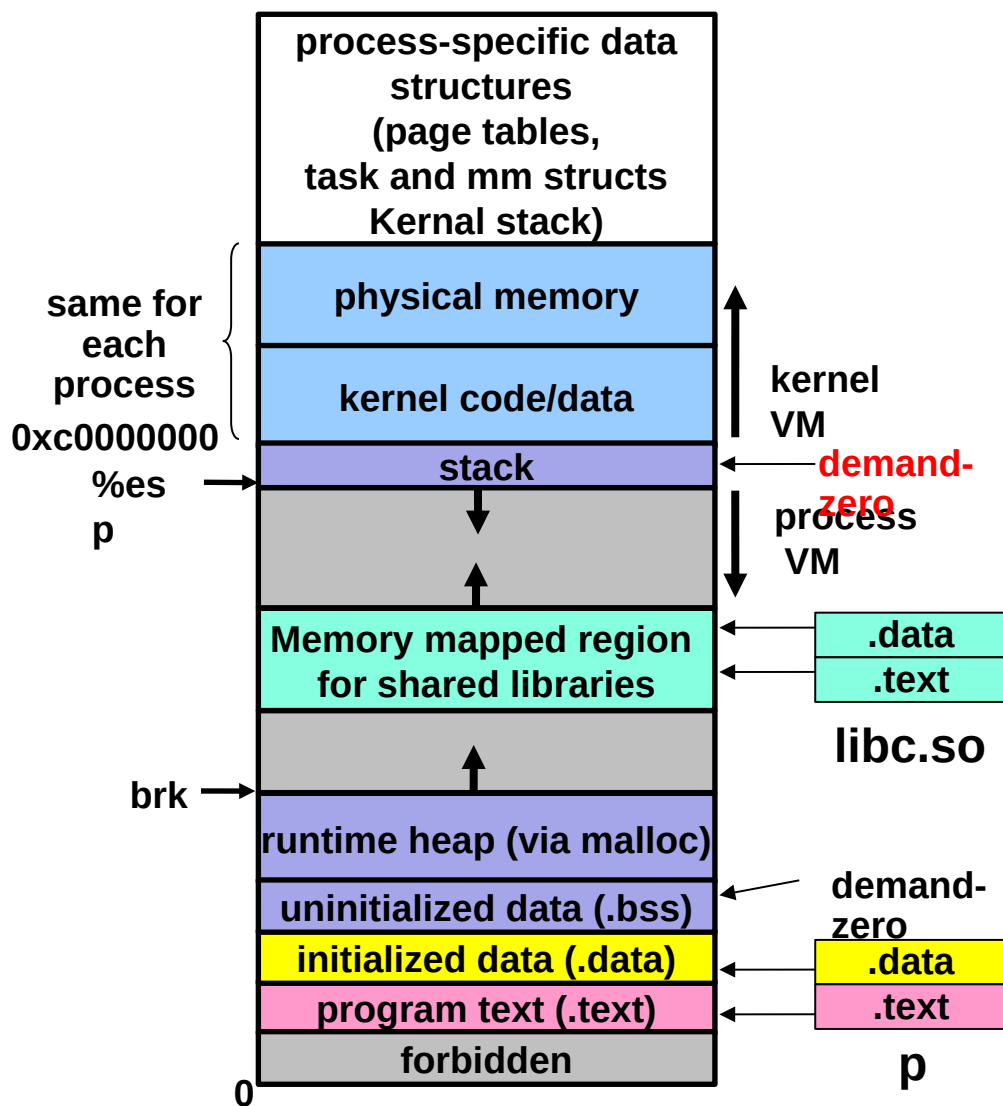 process-specific data
structures
(page tables,
task and mm structs
Kernal stack)
physical memory
same for
each
process
kernel code/data
kernel
VM
0xc0000000
stack
demand-
zero
%es
p
process
VM
Memory mapped region
for shared libraries
.data
.text
libc.so
brk
runtime heap (via malloc)
uninitialized data (.bss)
demand-
zero
initialized data (.data)
.data
program text (.text)
.text
forbidden
p
0